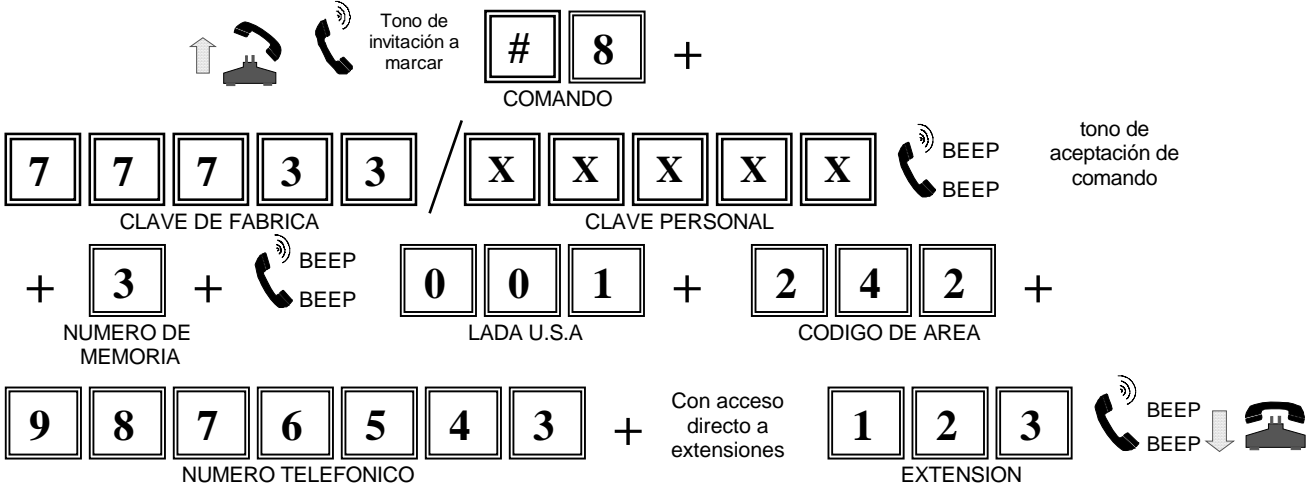 Tono de
invitación a
marcar
# 8 +
COMANDO
7 7 7 3 3 / X X X X X
BEEP
BEEP
tono de
aceptación de
comando
CLAVE DE FABRICA
CLAVE PERSONAL
+ 3 +
BEEP
BEEP
0 0 1 + 2 4 2 +
NUMERO DE
MEMORIA
LADA U.S.A
CODIGO DE AREA
9 8 7 6 5 4 3 +
Con acceso
directo a
extensiones
1 2 3
BEEP
BEEP
NUMERO TELEFONICO
EXTENSION